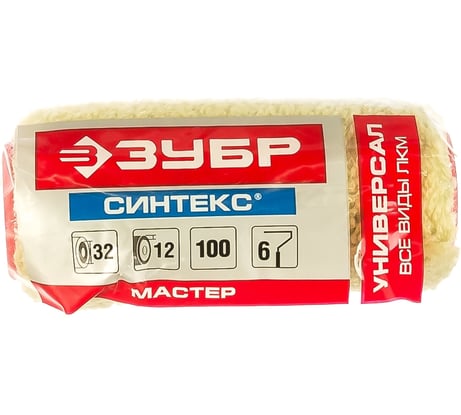 ЗУБР
СИНТЕКС®
32 12 100 6
МАСТЕР
УНИВЕРСАЛ
ВСЕ ВИДЫ ЛКМ